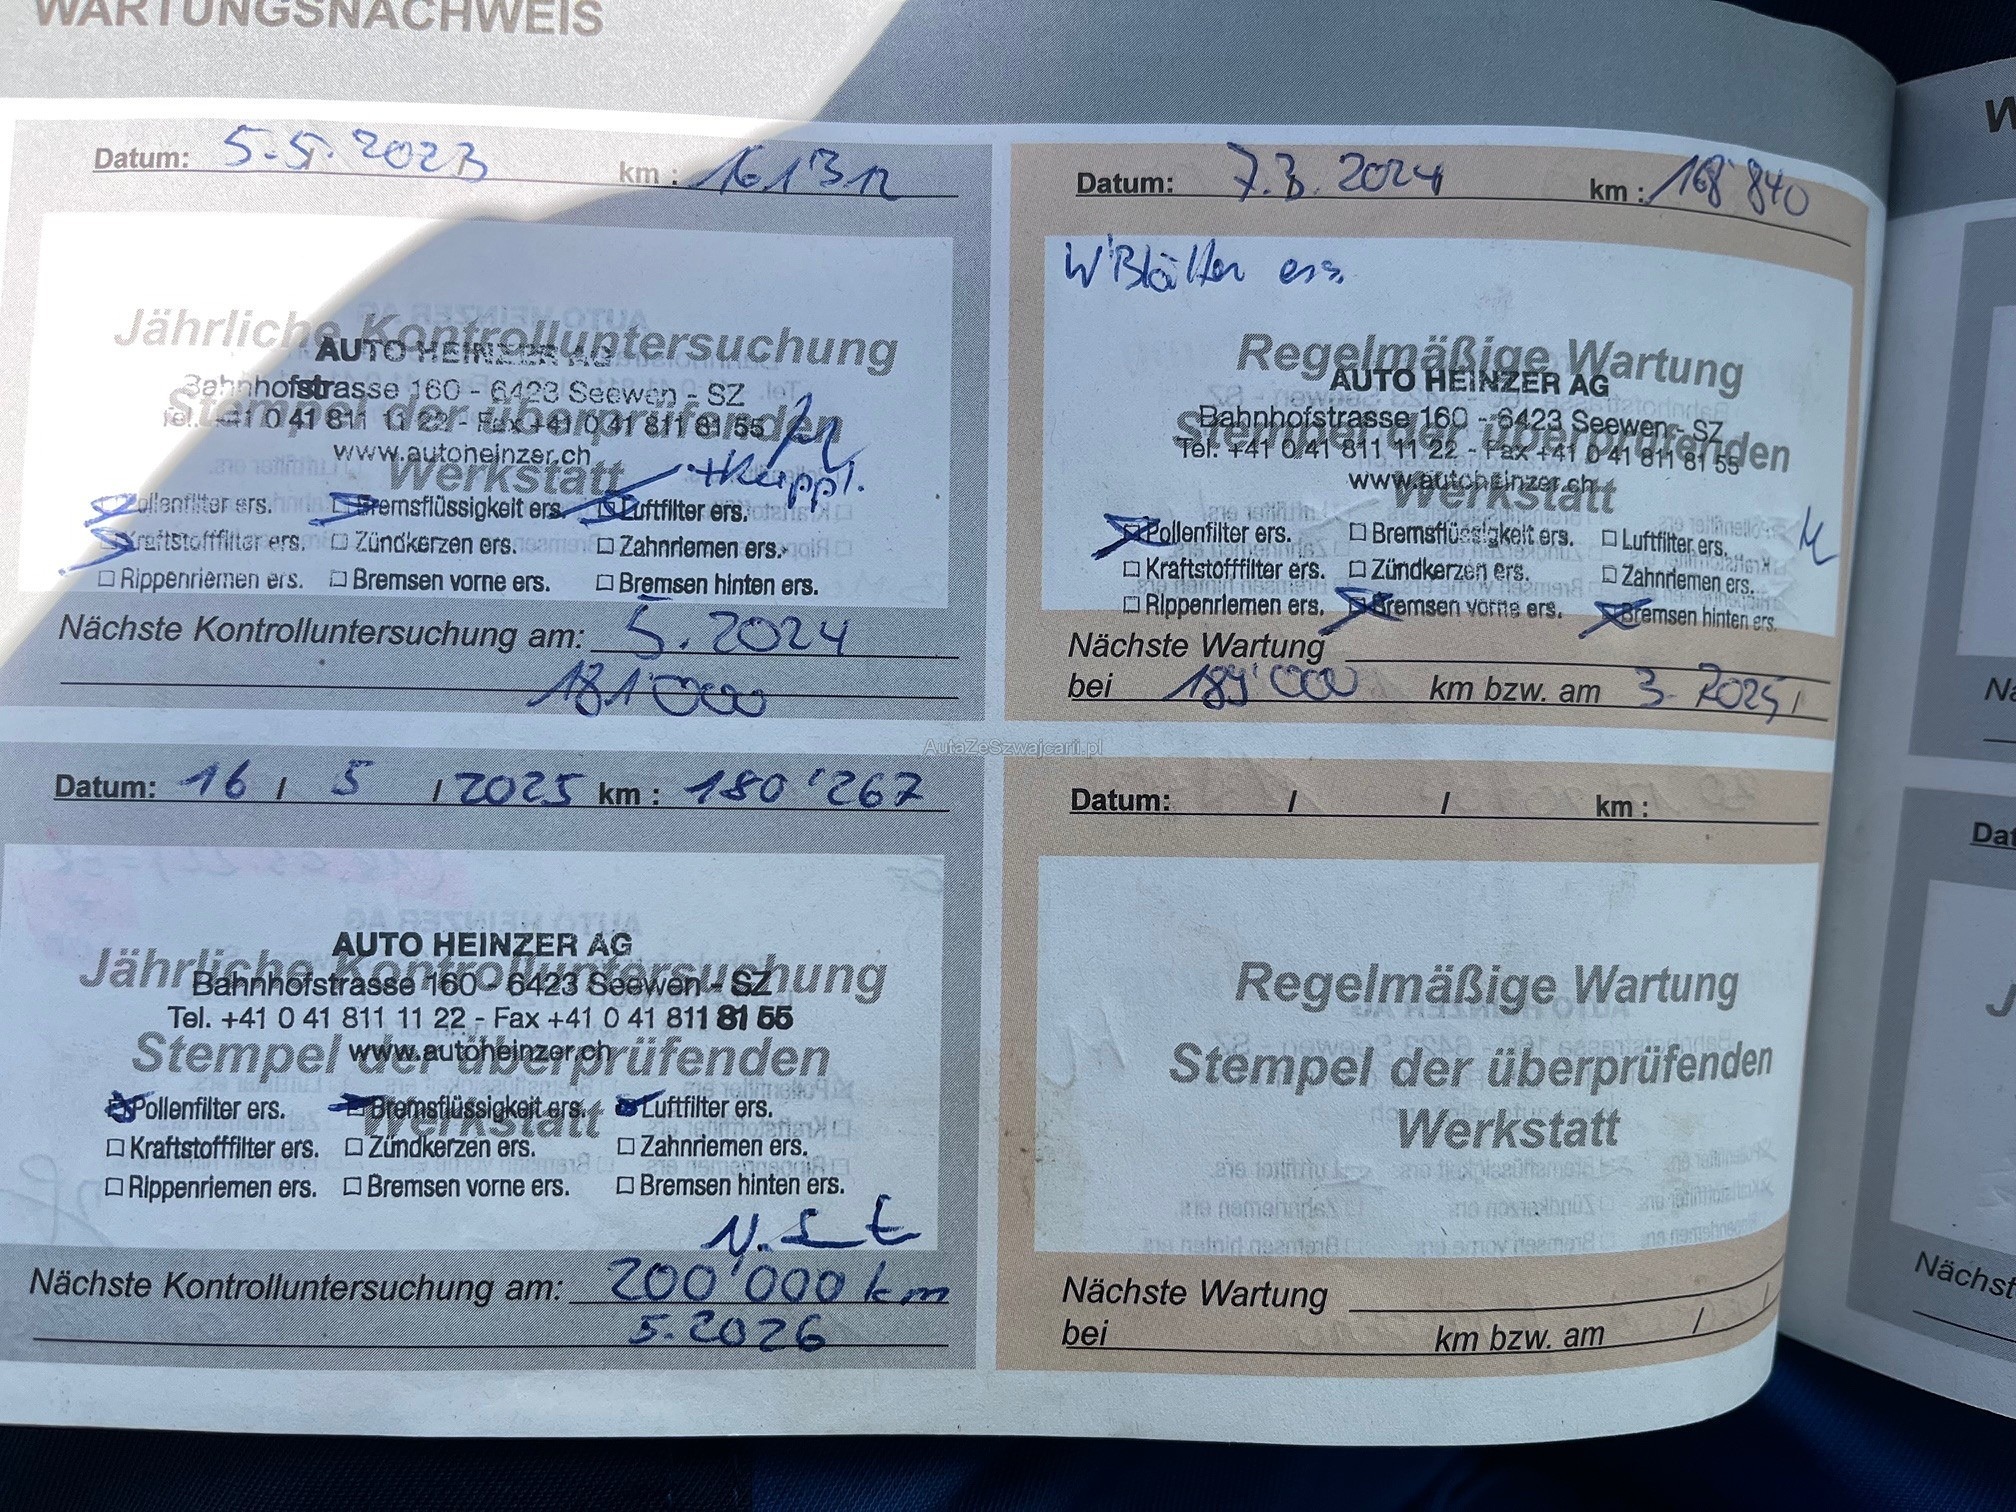 WARTUNGSNACHWEIS
Datum: 5.5.2023 km : 161'312
Jährliche Kontrolluntersuchung
AUTO HEINZER AG
Bahnhofstrasse 160 - 6423 Seewen - SZ
Stempel der überprüfenden
Tel. +41 0 41 811 11 22 - Fax +41 0 41 811 81 55
www.autoheinzer.ch
Werkstatt
+Kuppl.
Pollenfilter ers. Bremsflüssigkeit ers. Luftfilter ers.
Kraftstofffilter ers. Zündkerzen ers. Zahnriemen ers.
Rippenriemen ers. Bremsen vorne ers. Bremsen hinten ers.
Nächste Kontrolluntersuchung am: 5.2024
181'000
Datum: 7.3.2024 km : 168'840
W'Blätter ers.
Regelmäßige Wartung
AUTO HEINZER AG
Bahnhofstrasse 160 - 6423 Seewen - SZ
Stempel der überprüfenden
Tel. +41 0 41 811 11 22 - Fax +41 0 41 811 81 55
www.autoheinzer.ch
Werkstatt
Pollenfilter ers. Bremsflüssigkeit ers. Luftfilter ers.
Kraftstofffilter ers. Zündkerzen ers. Zahnriemen ers.
Rippenriemen ers. Bremsen vorne ers. Bremsen hinten ers.
Nächste Wartung
bei 189'000 km bzw. am 3.2025
AutaZeSzwajcarii.pl
Datum: 16 / 5 / 2025 km : 180'267
AUTO HEINZER AG
Jährliche Kontrolluntersuchung
Bahnhofstrasse 160 - 6423 Seewen - SZ
Tel. +41 0 41 811 11 22 - Fax +41 0 41 811 81 55
Stempel der überprüfenden
www.autoheinzer.ch
Pollenfilter ers. Bremsflüssigkeit ers. Luftfilter ers.
Werkstatt
Kraftstofffilter ers. Zündkerzen ers. Zahnriemen ers.
Rippenriemen ers. Bremsen vorne ers. Bremsen hinten ers.
Nächste Kontrolluntersuchung am: 200'000 km
5.2026
Datum: / / km :
Regelmäßige Wartung
Stempel der überprüfenden
Werkstatt
Nächste Wartung
bei km bzw. am / /